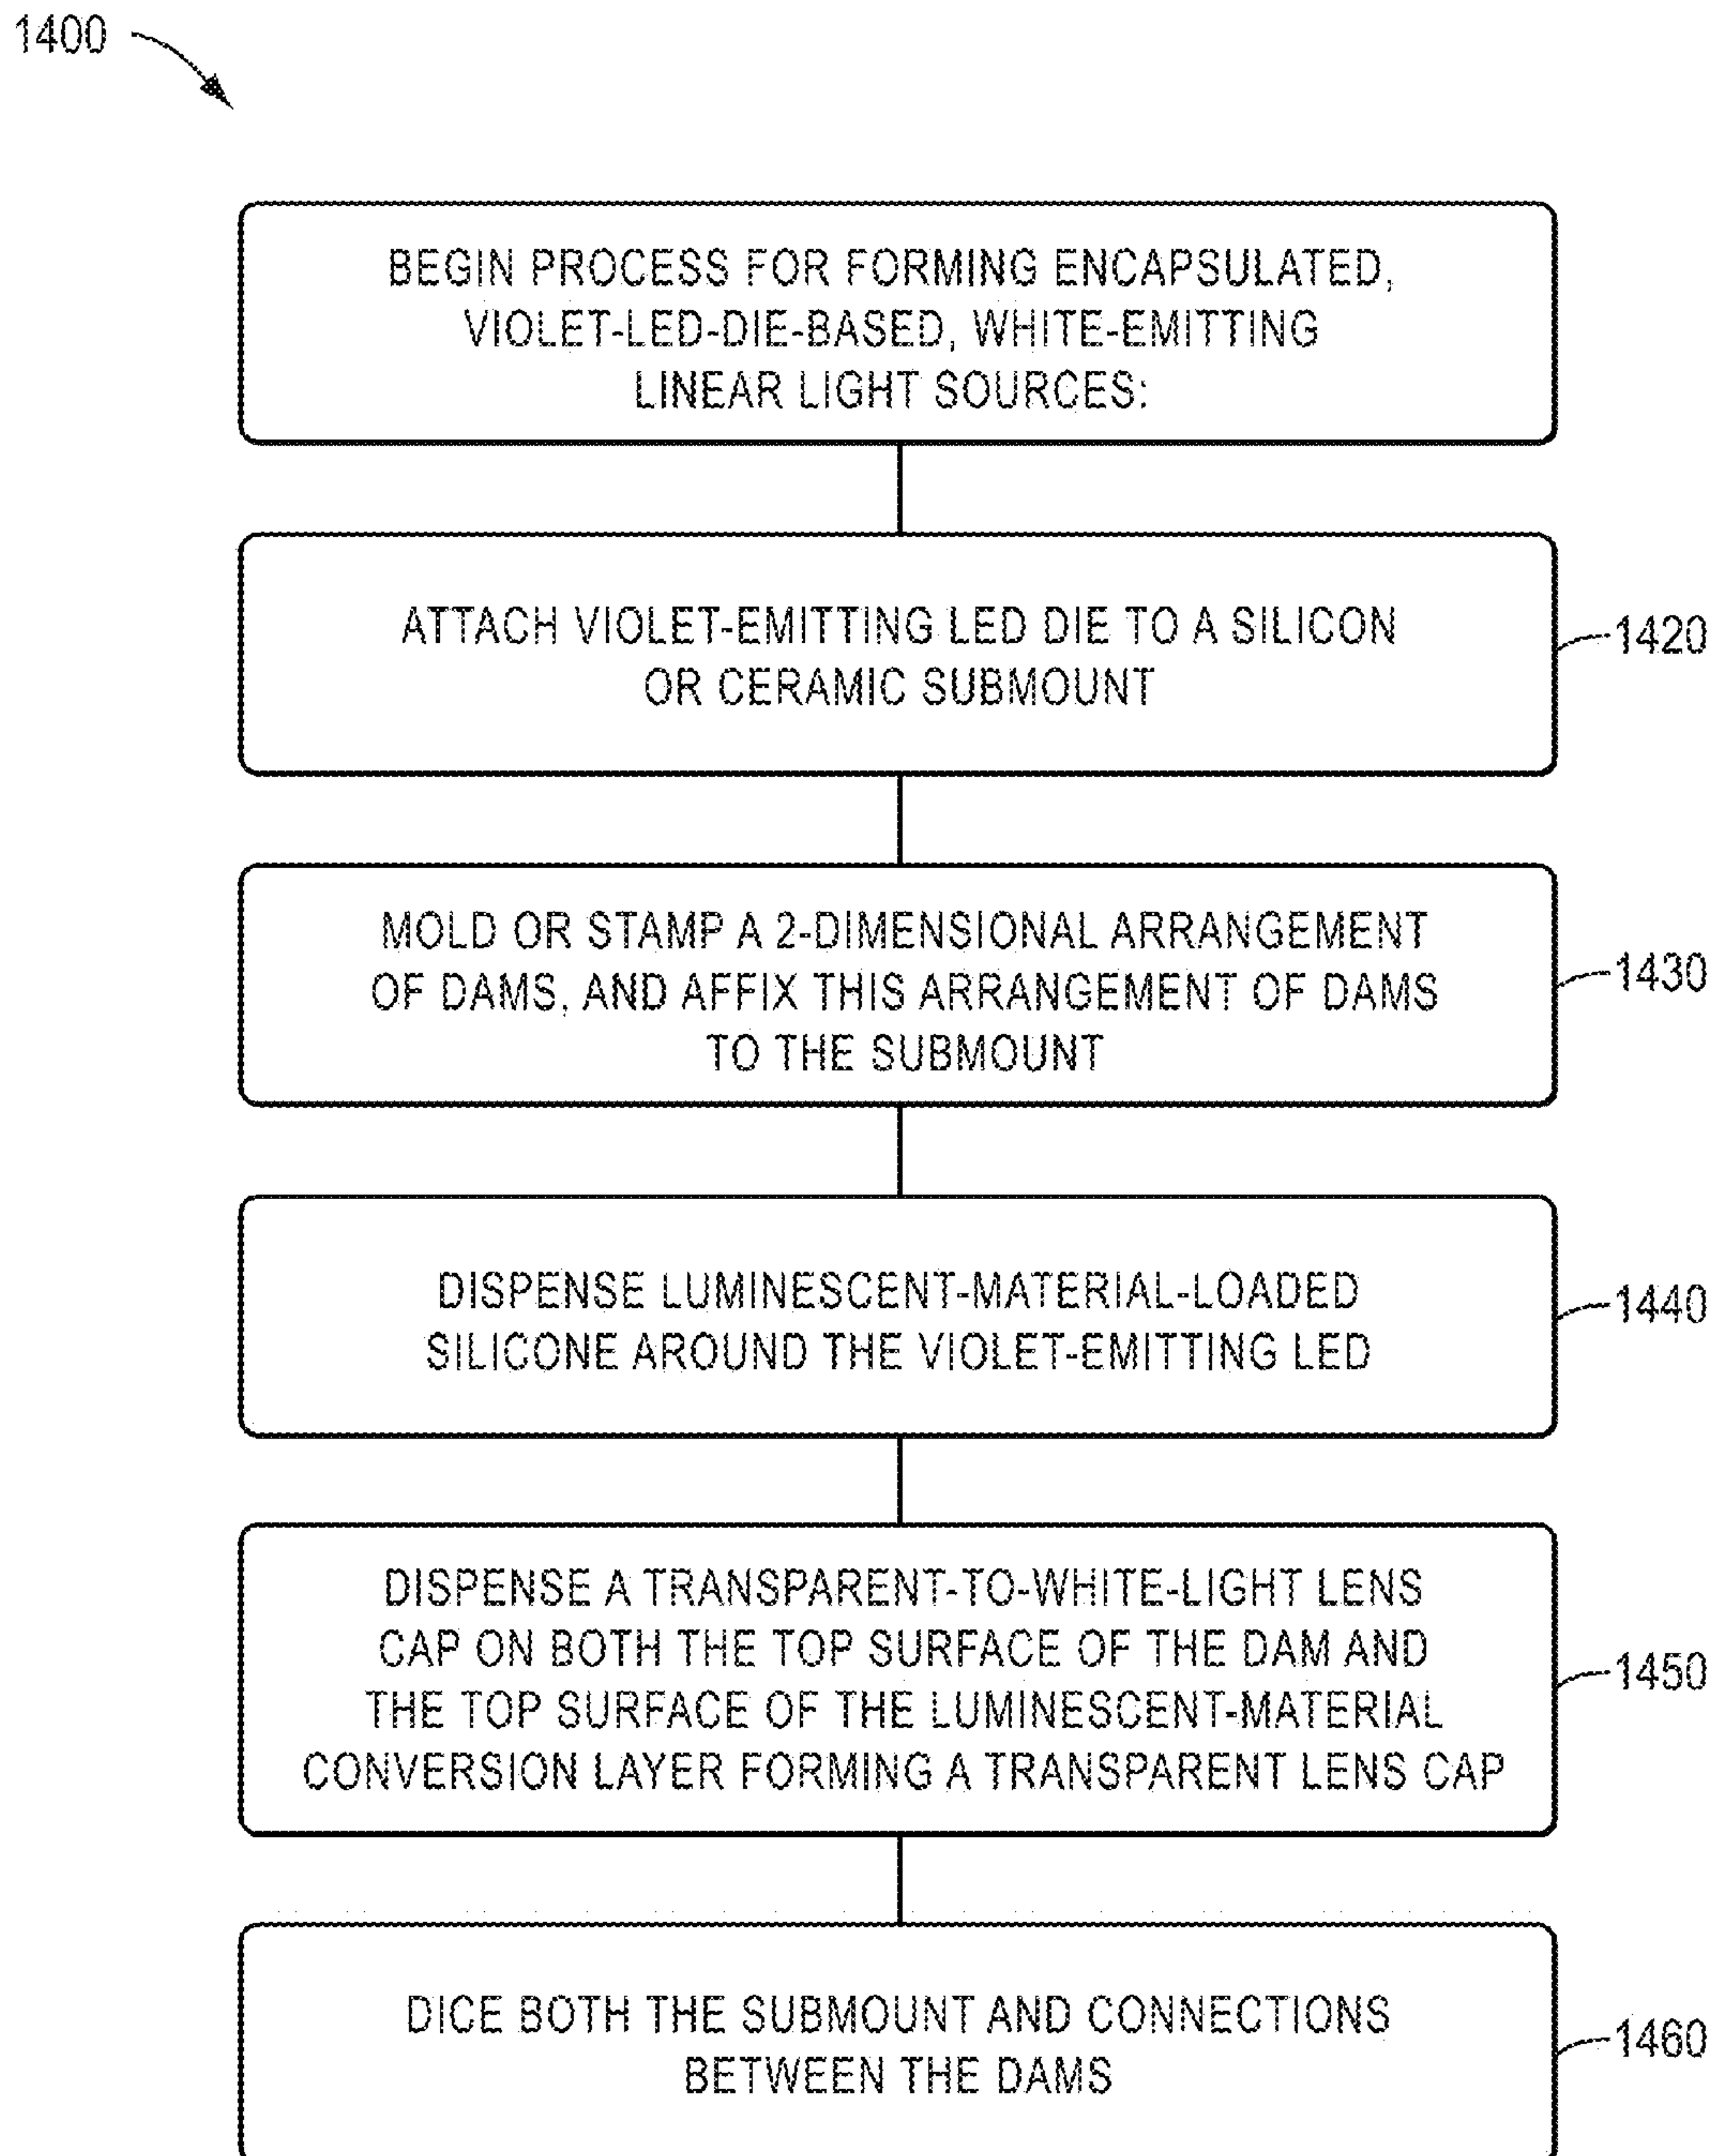 1400
BEGIN PROCESS FOR FORMING ENCAPSULATED,
VIOLET-LED-DIE-BASED, WHITE-EMITTING
LINEAR LIGHT SOURCES:
ATTACH VIOLET-EMITTING LED DIE TO A SILICON
OR CERAMIC SUBMOUNT
1420
MOLD OR STAMP A 2-DIMENSIONAL ARRANGEMENT
OF DAMS, AND AFFIX THIS ARRANGEMENT OF DAMS
TO THE SUBMOUNT
1430
DISPENSE LUMINESCENT-MATERIAL-LOADED
SILICONE AROUND THE VIOLET-EMITTING LED
1440
DISPENSE A TRANSPARENT-TO-WHITE-LIGHT LENS
CAP ON BOTH THE TOP SURFACE OF THE DAM AND
THE TOP SURFACE OF THE LUMINESCENT-MATERIAL
CONVERSION LAYER FORMING A TRANSPARENT LENS CAP
1450
DICE BOTH THE SUBMOUNT AND CONNECTIONS
BETWEEN THE DAMS
1460